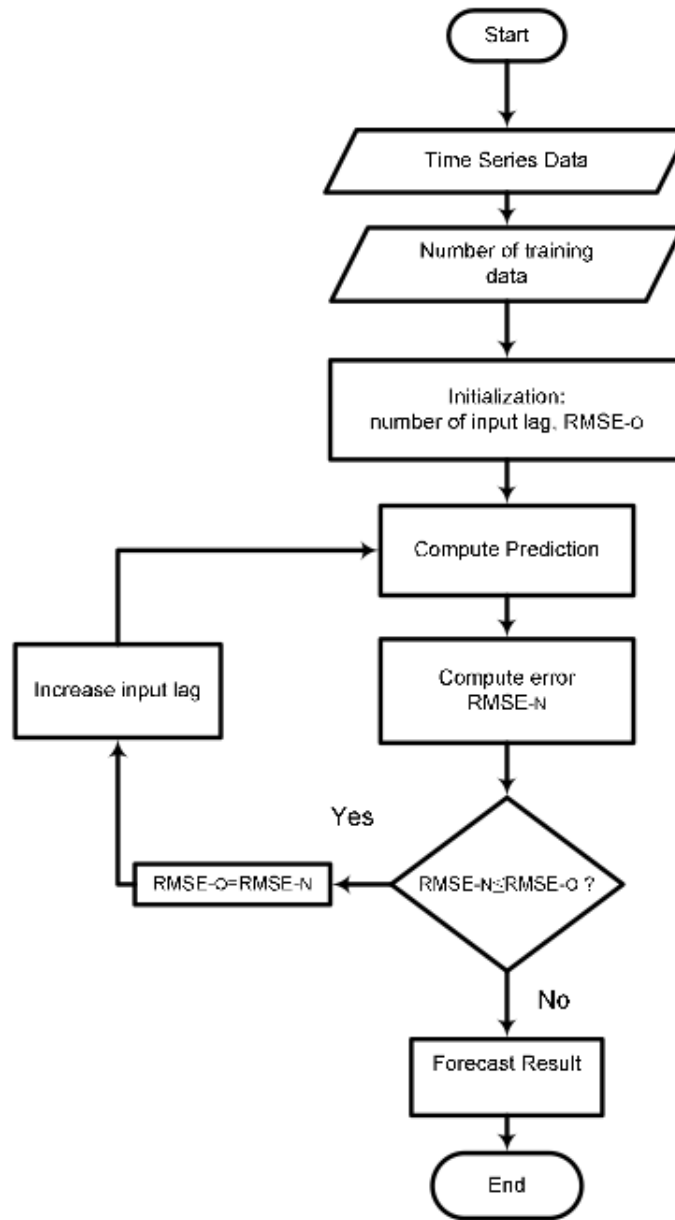 Start
Time Series Data
Number of training
data
Initialization:
number of input lag, RMSE-O
Compute Prediction
Compute error
RMSE-N
Increase input lag
Yes
RMSE-O=RMSE-N
RMSE-N≤RMSE-O ?
No
Forecast Result
End